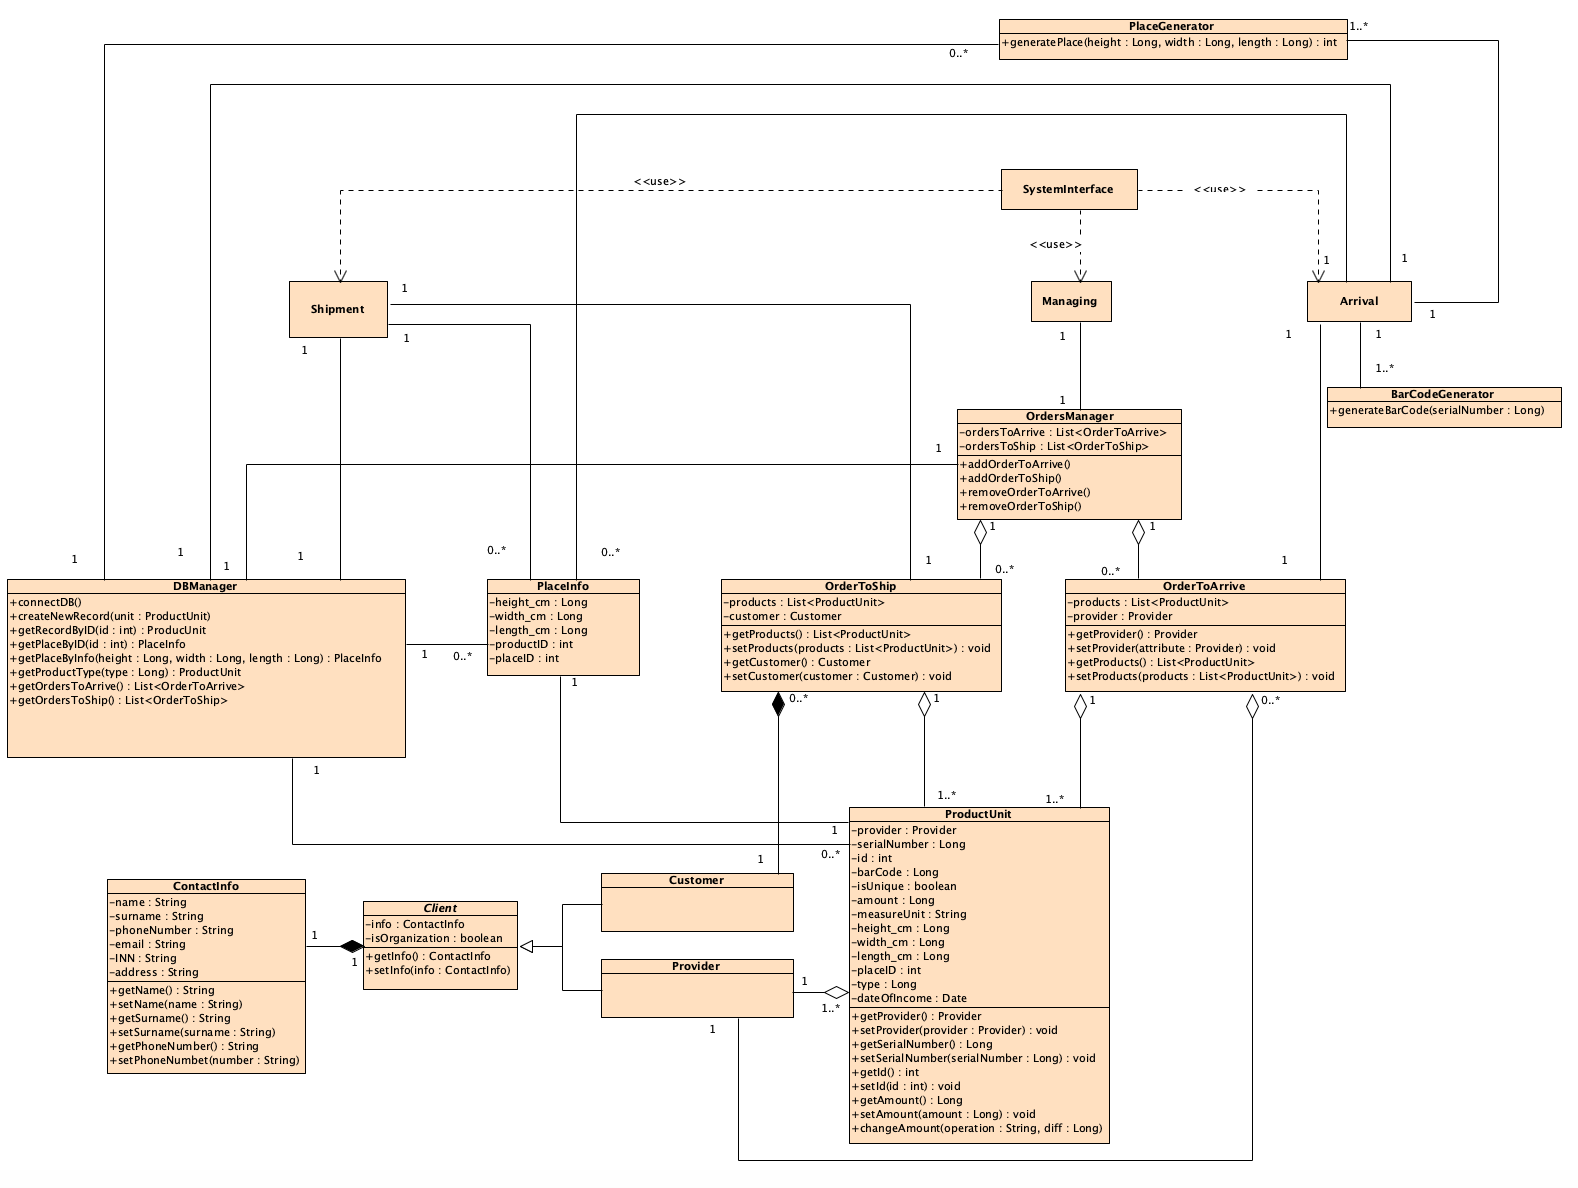 PlaceGenerator
+generatePlace(height : Long, width : Long, length : Long) : int
1..*
0..*
<<use>>
SystemInterface
<<use>>
<<use>>
1
1
Shipment
1
1
1
Managing
1
Arrival
1
1
1
1..*
BarCodeGenerator
+generateBarCode(serialNumber : Long)
1
OrdersManager
-ordersToArrive : List<OrderToArrive>
-ordersToShip : List<OrderToShip>
+addOrderToArrive()
+addOrderToShip()
+removeOrderToArrive()
+removeOrderToShip()
1
1
1
0..*
0..*
1
1
1
1
1
1
0..*
0..*
DBManager
+connectDB()
+createNewRecord(unit : ProductUnit)
+getRecordByID(id : int) : ProducUnit
+getPlaceByID(id : int) : PlaceInfo
+getPlaceByInfo(height : Long, width : Long, length : Long) : PlaceInfo
+getProductType(type : Long) : ProductUnit
+getOrdersToArrive() : List<OrderToArrive>
+getOrdersToShip() : List<OrderToShip>
1
0..*
PlaceInfo
-height_cm : Long
-width_cm : Long
-length_cm : Long
-productID : int
-placeID : int
1
OrderToShip
-products : List<ProductUnit>
-customer : Customer
+getProducts() : List<ProductUnit>
+setProducts(products : List<ProductUnit>) : void
+getCustomer() : Customer
+setCustomer(customer : Customer) : void
0..*
1
OrderToArrive
-products : List<ProductUnit>
-provider : Provider
+getProvider() : Provider
+setProvider(attribute : Provider) : void
+getProducts() : List<ProductUnit>
+setProducts(products : List<ProductUnit>) : void
1
0..*
1
1..*
1..*
1
0..*
1
ProductUnit
-provider : Provider
-serialNumber : Long
-id : int
-barCode : Long
-isUnique : boolean
-amount : Long
-measureUnit : String
-height_cm : Long
-width_cm : Long
-length_cm : Long
-placeID : int
-type : Long
-dateOfIncome : Date
+getProvider() : Provider
+setProvider(provider : Provider) : void
+getSerialNumber() : Long
+setSerialNumber(serialNumber : Long) : void
+getId() : int
+setId(id : int) : void
+getAmount() : Long
+setAmount(amount : Long) : void
+changeAmount(operation : String, diff : Long)
ContactInfo
-name : String
-surname : String
-phoneNumber : String
-email : String
-INN : String
-address : String
+getName() : String
+setName(name : String)
+getSurname() : String
+setSurname(surname : String)
+getPhoneNumber() : String
+setPhoneNumbet(number : String)
1
1
Client
-info : ContactInfo
-isOrganization : boolean
+getInfo() : ContactInfo
+setInfo(info : ContactInfo)
Customer
Provider
1
1..*
1